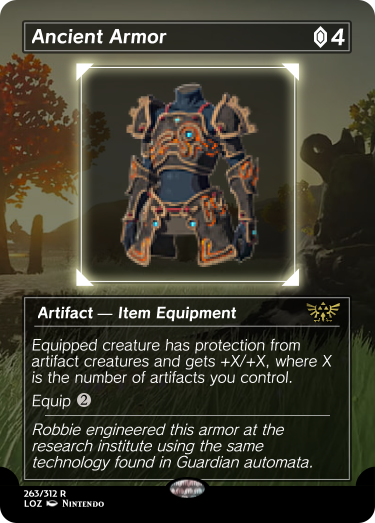 Ancient Armor 4
Artifact — Item Equipment
Equipped creature has protection from
artifact creatures and gets +X/+X, where X
is the number of artifacts you control.
Equip 2
Robbie engineered this armor at the
research institute using the same
technology found in Guardian automata.
263/312 R
LOZ Nintendo